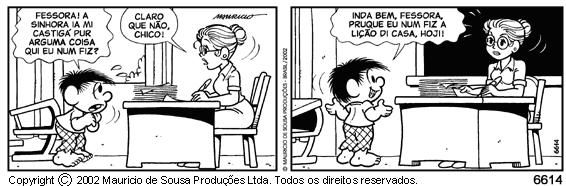 FESSORA! A
SINHORA IA MI
CASTIGÁ PUR
ARGUMA COISA
QUI EU NUM FIZ?
CLARO
QUE NÃO,
CHICO!
MAURICIO
© MAURICIO DE SOUSA PRODUÇÕES - BRASIL/2002
INDA BEM, FESSORA,
PRUQUE EU NUM FIZ A
LIÇÃO DI CASA, HOJI!
6614
Copyright © 2002 Mauricio de Sousa Produções Ltda. Todos os direitos reservados.
6614